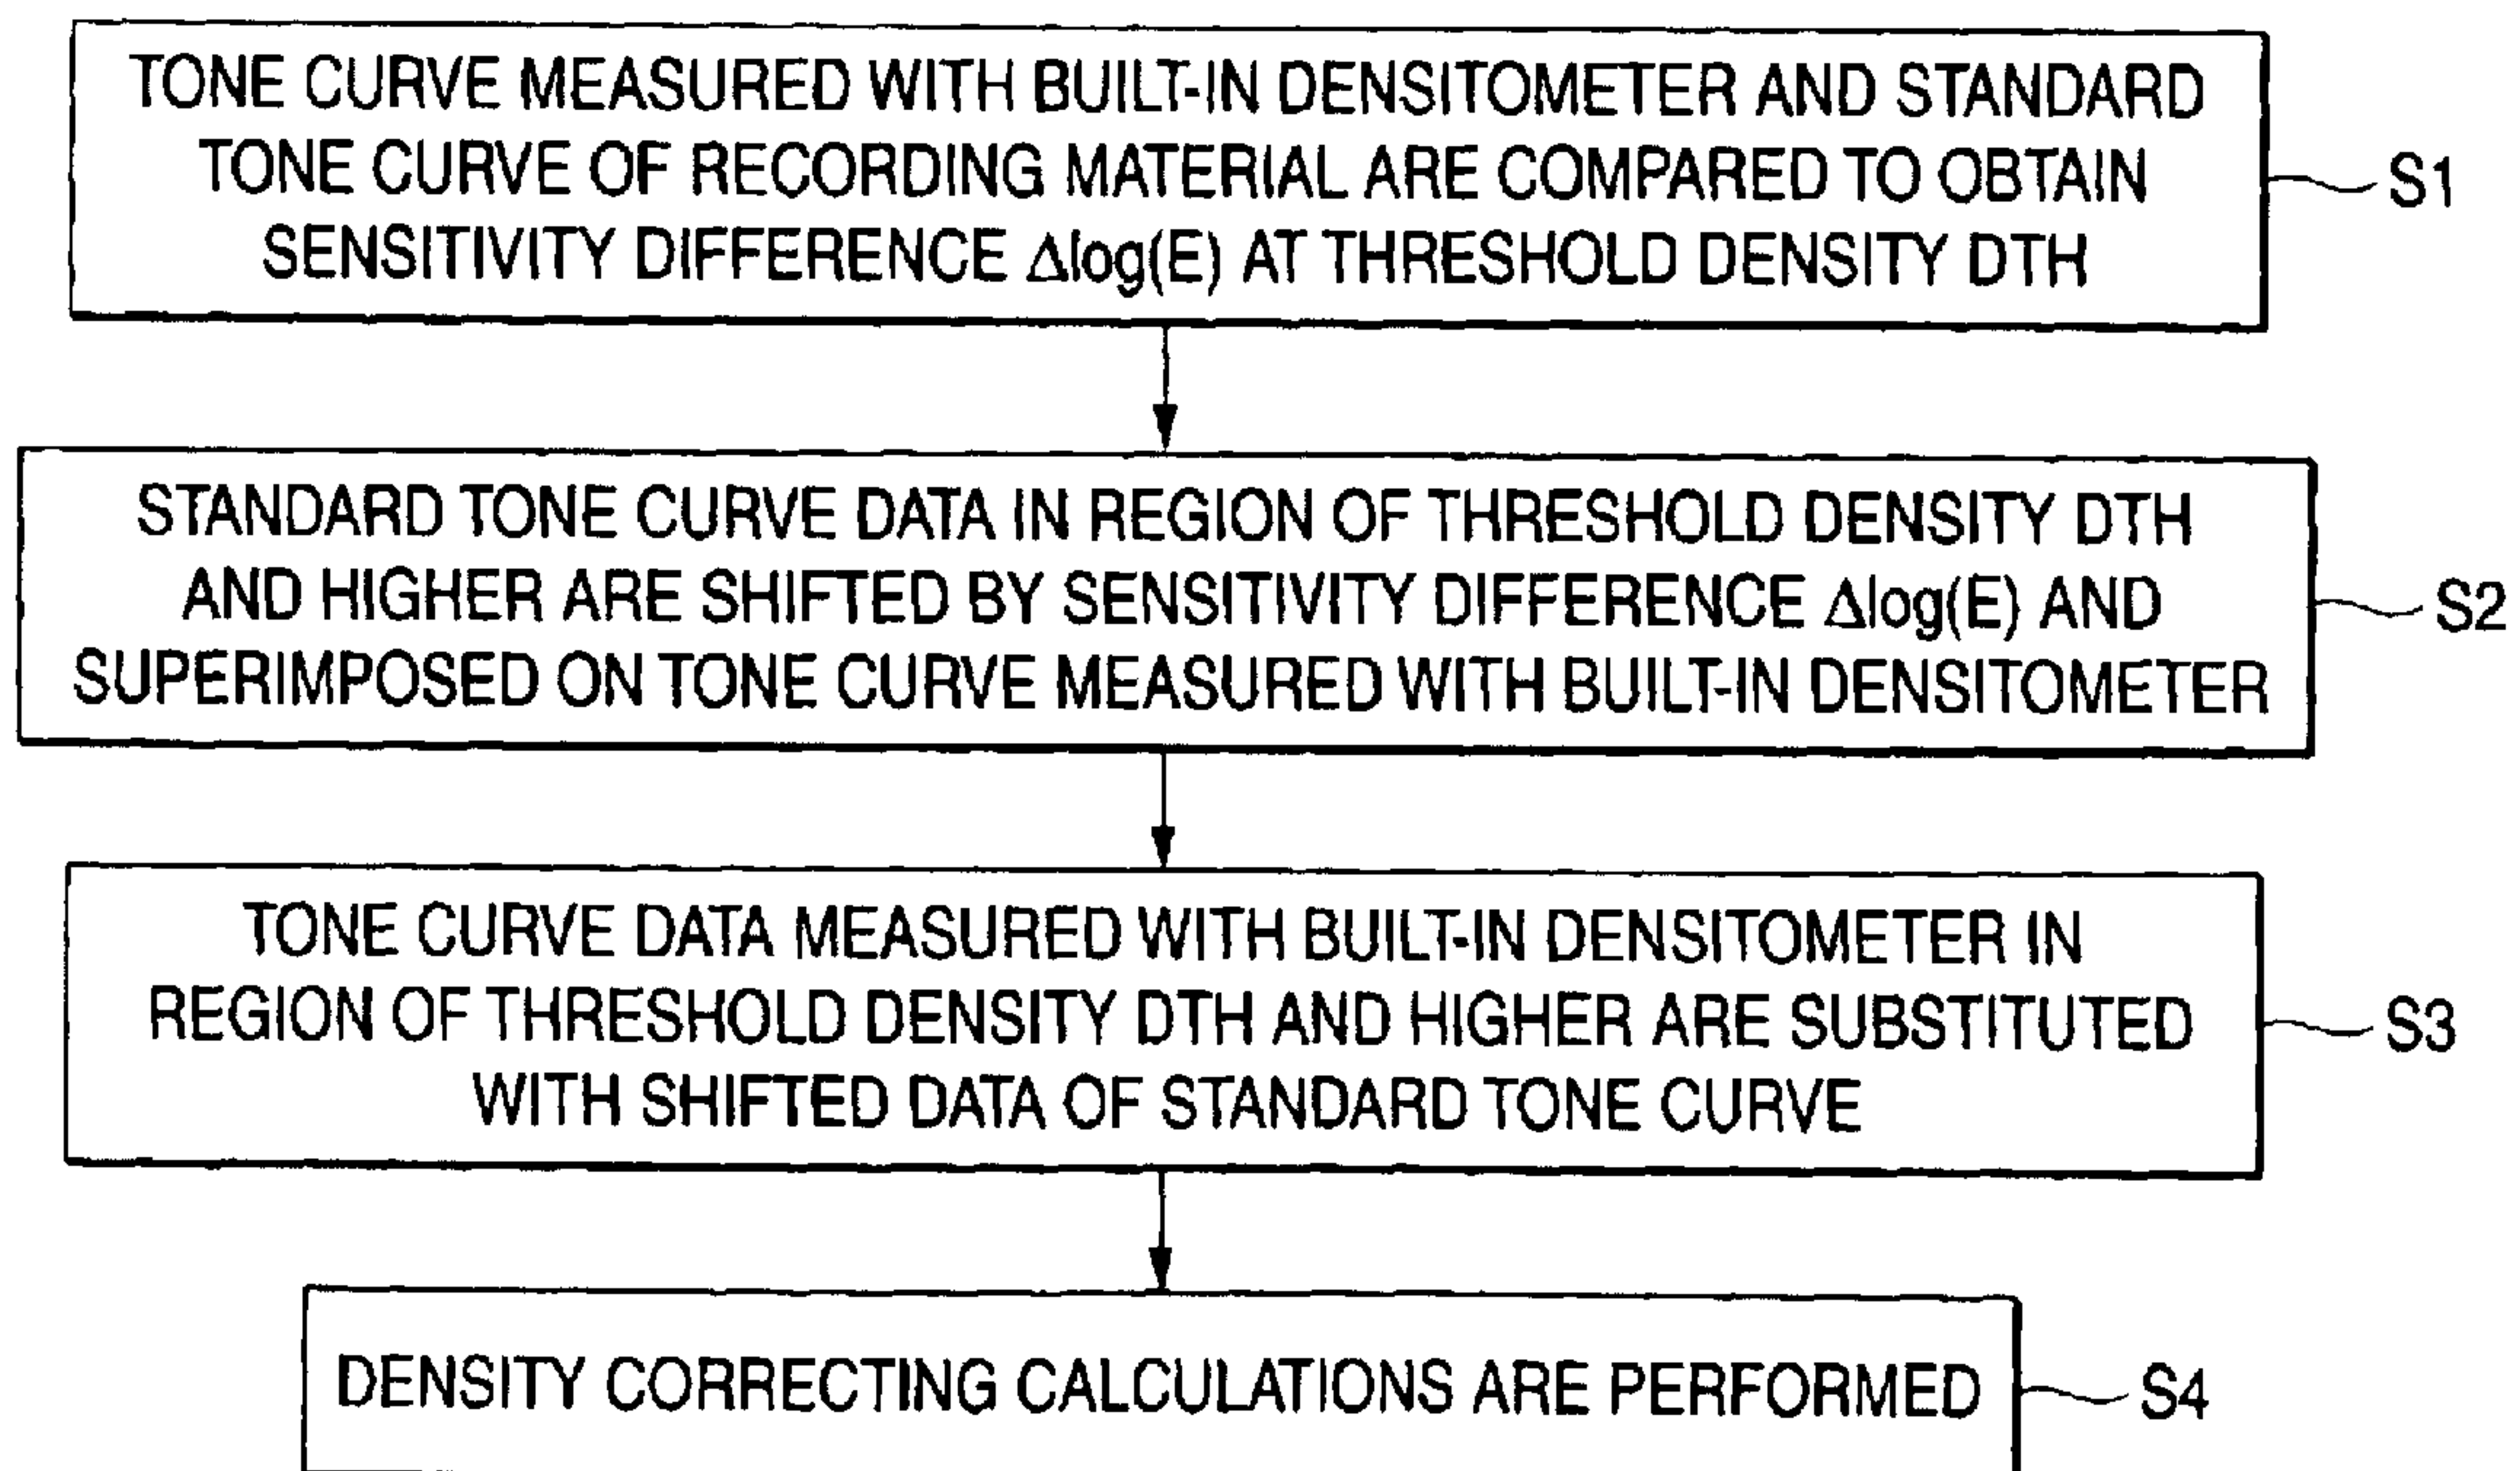 TONE CURVE MEASURED WITH BUILT-IN DENSITOMETER AND STANDARD
TONE CURVE OF RECORDING MATERIAL ARE COMPARED TO OBTAIN
SENSITIVITY DIFFERENCE Δlog(E) AT THRESHOLD DENSITY DTH
S1
STANDARD TONE CURVE DATA IN REGION OF THRESHOLD DENSITY DTH
AND HIGHER ARE SHIFTED BY SENSITIVITY DIFFERENCE Δlog(E) AND
SUPERIMPOSED ON TONE CURVE MEASURED WITH BUILT-IN DENSITOMETER
S2
TONE CURVE DATA MEASURED WITH BUILT-IN DENSITOMETER IN
REGION OF THRESHOLD DENSITY DTH AND HIGHER ARE SUBSTITUTED
WITH SHIFTED DATA OF STANDARD TONE CURVE
S3
DENSITY CORRECTING CALCULATIONS ARE PERFORMED
S4